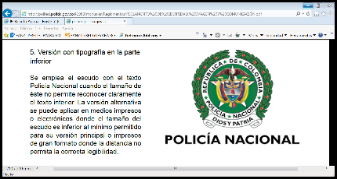 5. Versión con tipografía en la parte
inferior
Se emplea el escudo con el texto
Policía Nacional cuando el tamaño de
éste no permite reconocer claramente
el texto interior. La versión alternativa
se puede aplicar en medios impresos
o electrónicos donde el tamaño del
escudo es inferior al mínimo permitido
para su versión principal o impresos
de gran formato donde la distancia no
permita la correcta legibilidad.
REPÚBLICA DE COLOMBIA
POLICÍA NACIONAL
DIOS Y PATRIA
POLICÍA NACIONAL